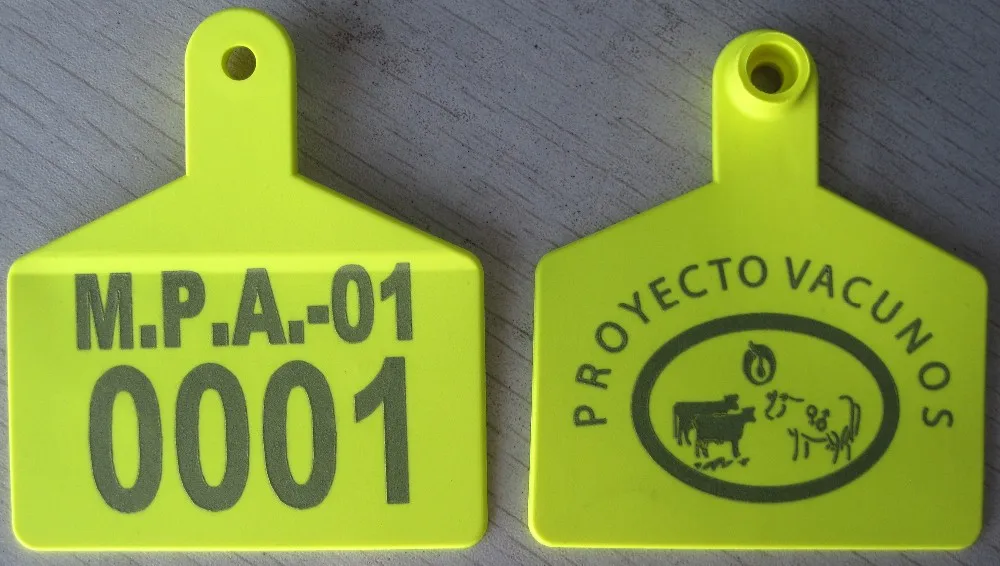 M.P.A.-01
0001
PROYECTO VACUNOS